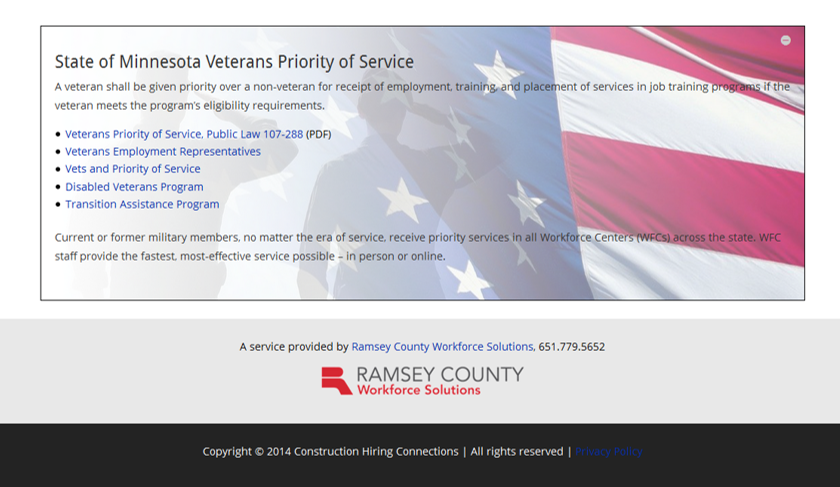 State of Minnesota Veterans Priority of Service
A veteran shall be given priority over a non-veteran for receipt of employment, training, and placement of services in job training programs if the
veteran meets the program's eligibility requirements.
• Veterans Priority of Service, Public Law 107-288 (PDF)
• Veterans Employment Representatives
• Vets and Priority of Service
• Disabled Veterans Program
• Transition Assistance Program
Current or former military members, no matter the era of service, receive priority services in all Workforce Centers (WFCs) across the state. WFC
staff provide the fastest, most-effective service possible – in person or online.
A service provided by Ramsey County Workforce Solutions, 651.779.5652
RAMSEY COUNTY
Workforce Solutions
Copyright © 2014 Construction Hiring Connections | All rights reserved | Privacy Policy